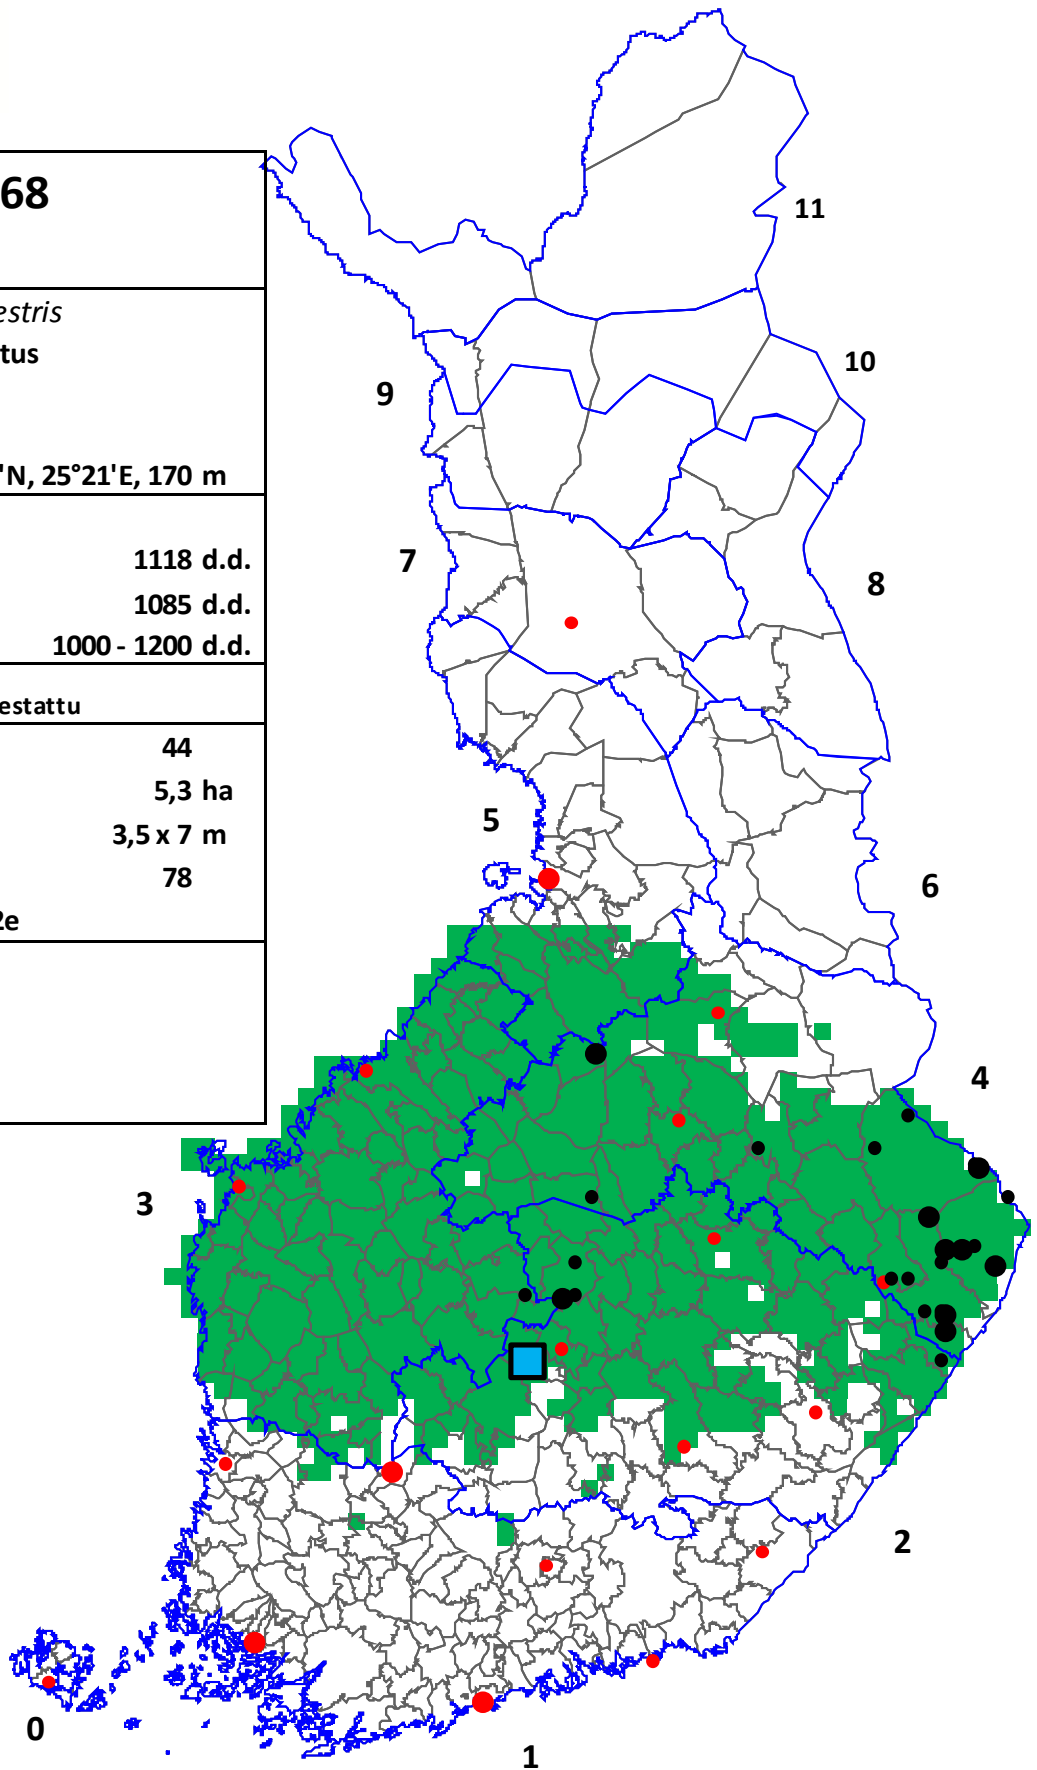 68
estris
tus
'N, 25°21'E, 170 m
1118 d.d.
1085 d.d.
1000 - 1200 d.d.
estattu
44
5,3 ha
3,5 x 7 m
78
2e
11
10
9
7
8
5
6
4
3
2
0
1